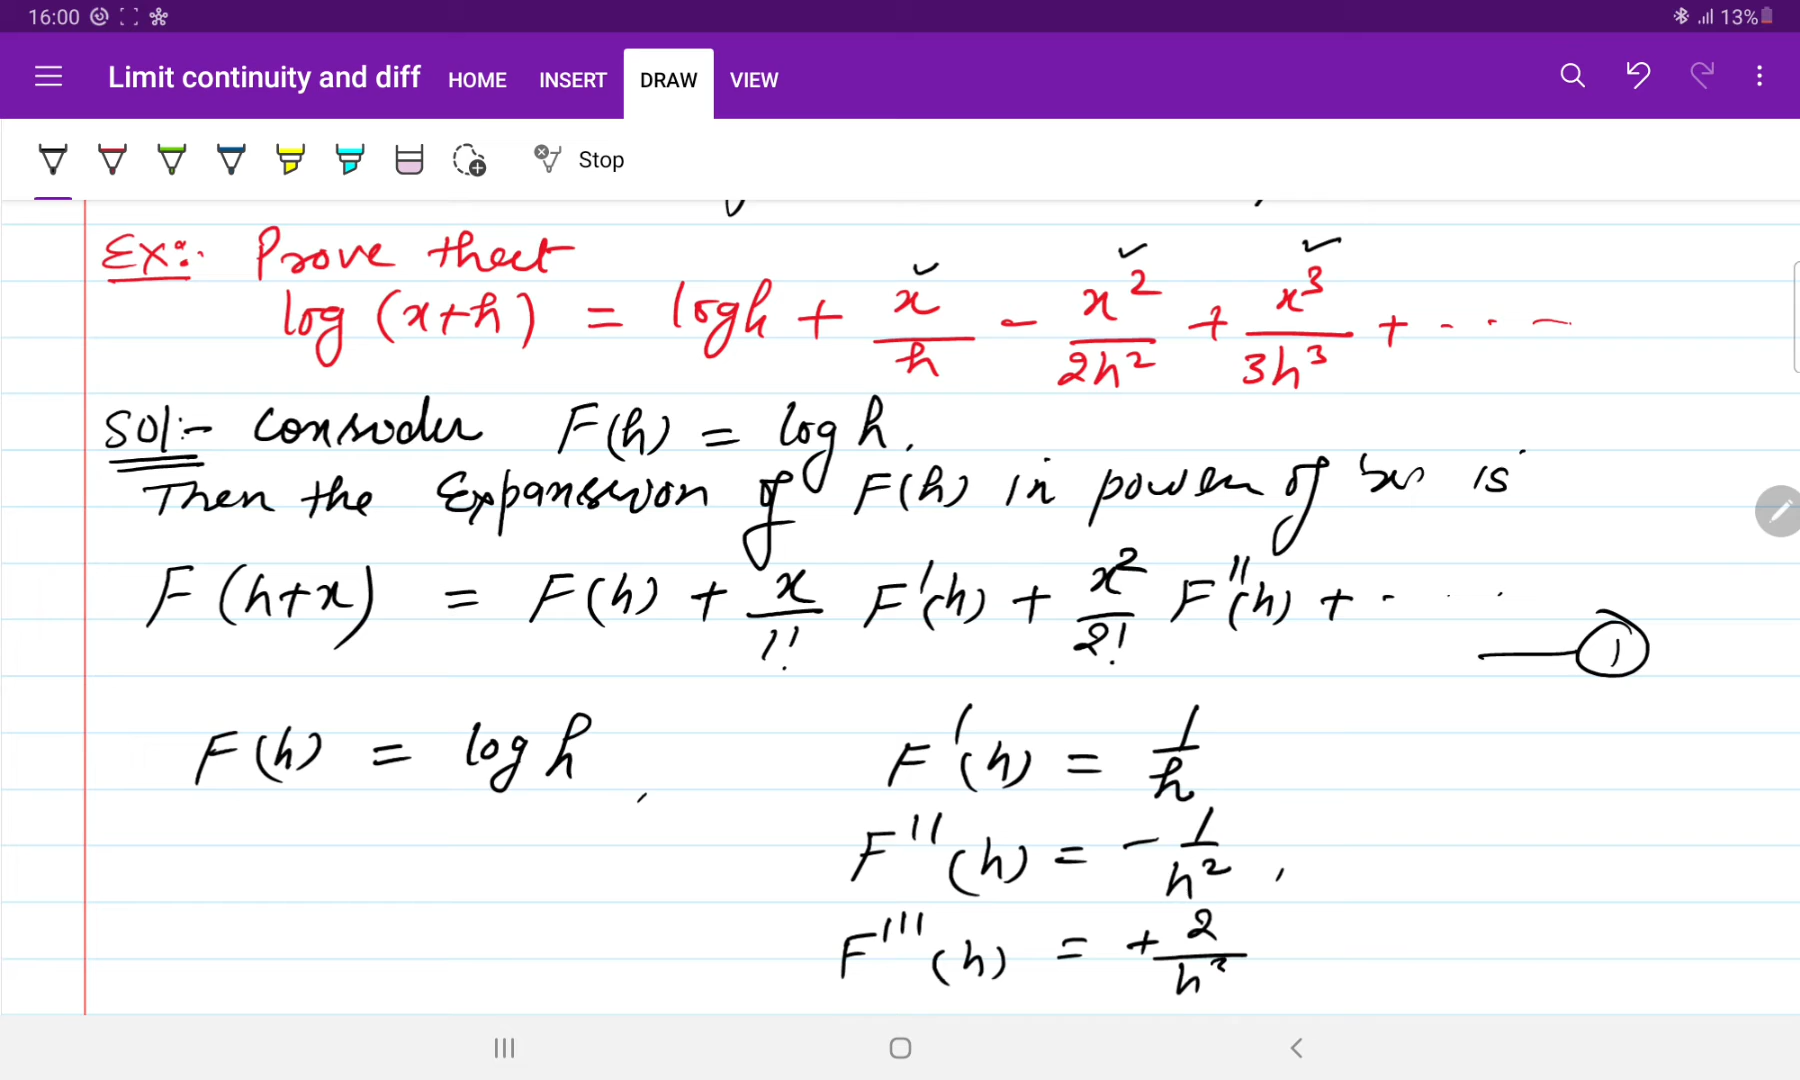 16:00 13%
Limit continuity and diff HOME INSERT DRAW VIEW
Stop
Ex:- Prove that
log (x+h) = log h + x/h - x²/2h² + x³/3h³ + ....
Sol:- Consider F(h) = log h.
Then the Expansion of F(h) in power of is
F(h+x) = F(h) + x/1! F'(h) + x²/2! F''(h) + ....
①
F(h) = log h, F'(h) = 1/h
F''(h) = - 1/h²,
F'''(h) = + 2/h³